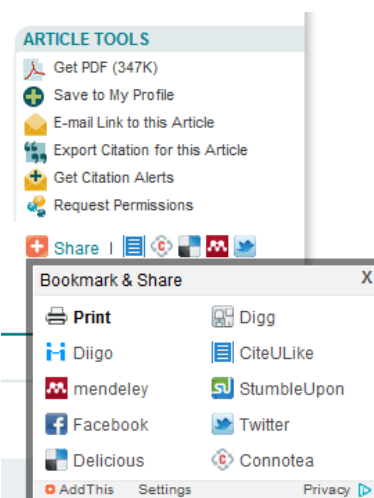 ARTICLE TOOLS
Get PDF (347K)
Save to My Profile
E-mail Link to this Article
Export Citation for this Article
Get Citation Alerts
Request Permissions
Share |
Bookmark & Share X
Print Digg
Diigo CiteULike
mendeley StumbleUpon
Facebook Twitter
Delicious Connotea
AddThis Settings Privacy